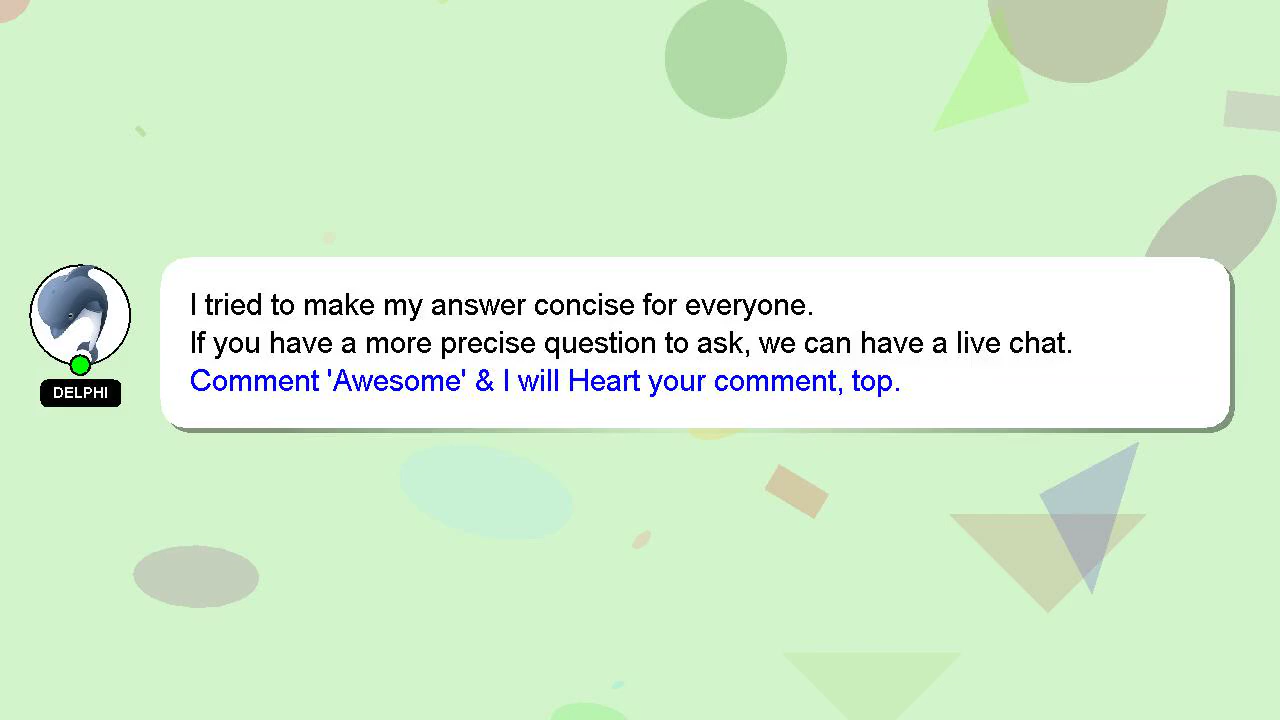 I tried to make my answer concise for everyone.
If you have a more precise question to ask, we can have a live chat.
Comment 'Awesome' & I will Heart your comment, top.
DELPHI